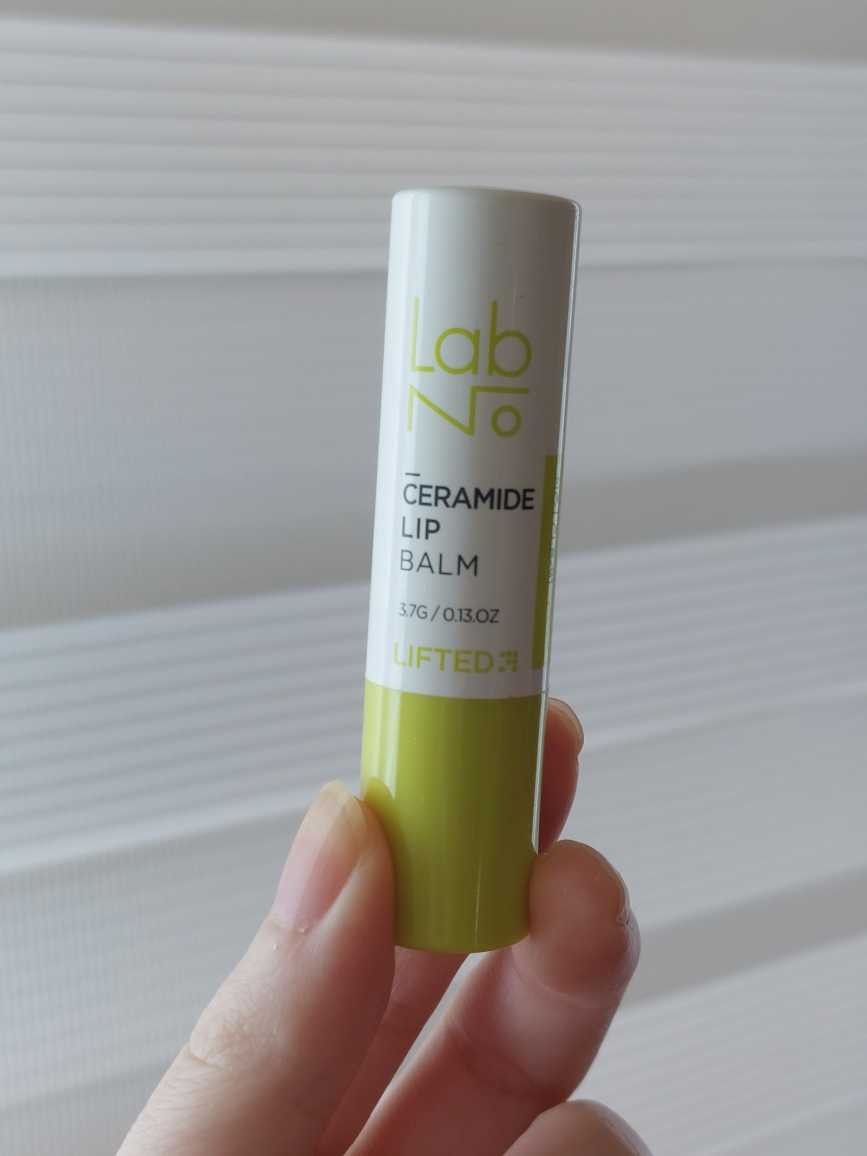 Lab
No
CERAMIDE
LIP
BALM
3.7G / 0.13.OZ
LIFTED